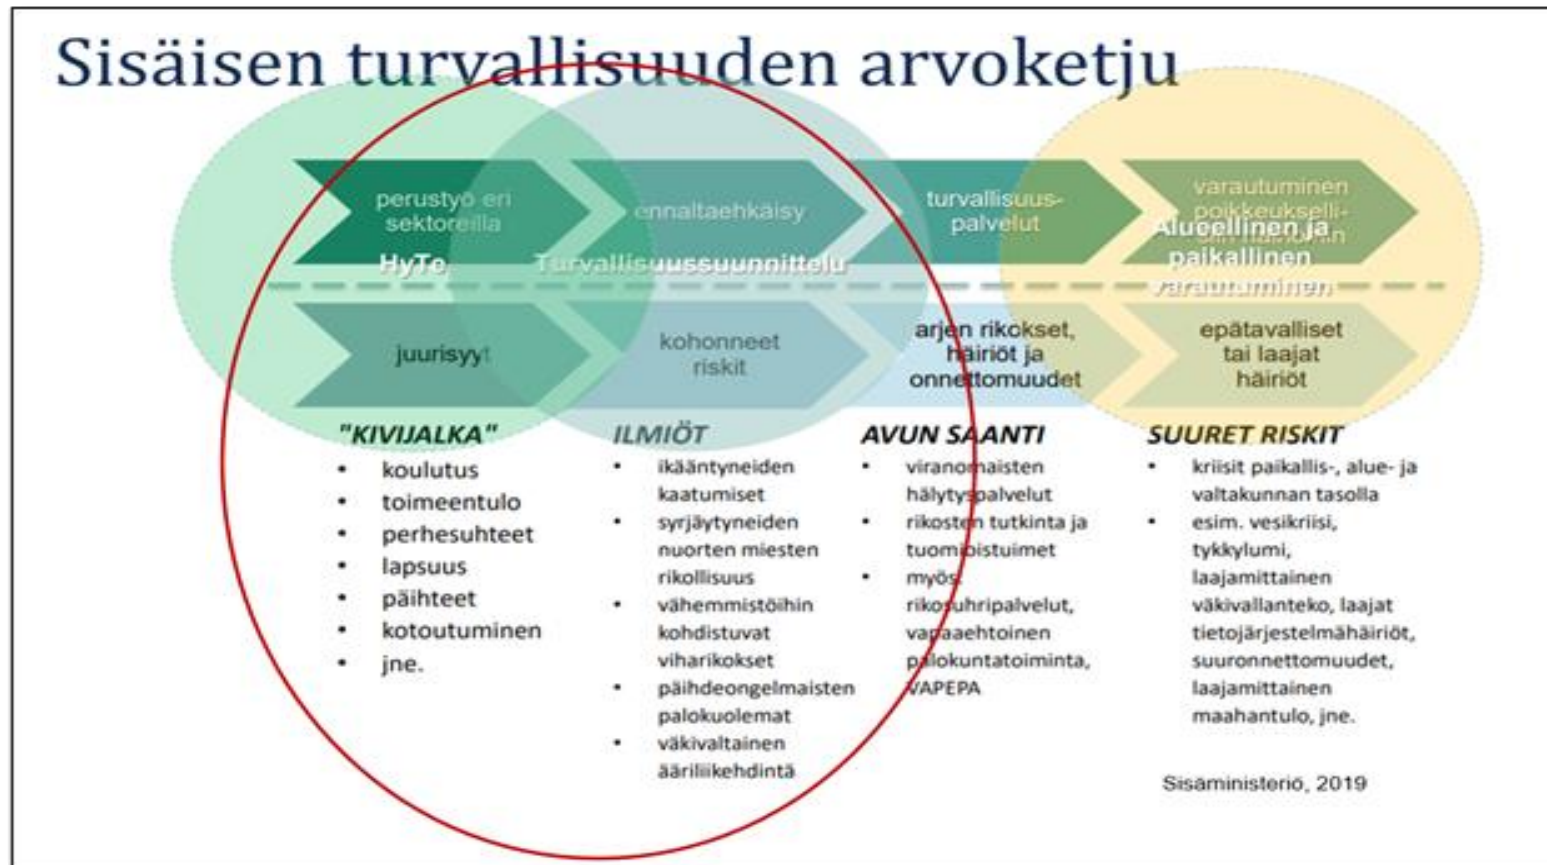 Sisäisen turvallisuuden arvoketju
perustyö eri
sektoreilla
ennaltaehkäisy
turvallisuus-
palvelut
varautuminen
poikkeukselli-
HyTe
Turvallisuussuunnittelu
Alueellinen ja
paikallinen
varautuminen
juurisyyt
kohonneet
riskit
arjen rikokset,
häiriöt ja
onnettomuudet
epätavalliset
tai laajat
häiriöt
"KIVIJALKA"
• koulutus
• toimeentulo
• perhesuhteet
• lapsuus
• päihteet
• kotoutuminen
• jne.
ILMIÖT
• ikääntyneiden
kaatumiset
• syrjäytyneiden
nuorten miesten
rikollisuus
• vähemmistöihin
kohdistuvat
viharikokset
• päihdeongelmaisten
palokuolemat
• väkivaltainen
ääriliikehdintä
AVUN SAANTI
• viranomaisten
hälytyspalvelut
• rikosten tutkinta ja
tuomioistuimet
• myös
rikosuhripalvelut,
vapaaehtoinen
palokuntatoiminta,
VAPEPA
SUURET RISKIT
• kriisit paikallis-, alue- ja
valtakunnan tasolla
• esim. vesikriisi,
tykkylumi,
laajamittainen
väkivallanteko, laajat
tietojärjestelmähäiriöt,
suuronnettomuudet,
laajamittainen
maahantulo, jne.
Sisäministeriö, 2019